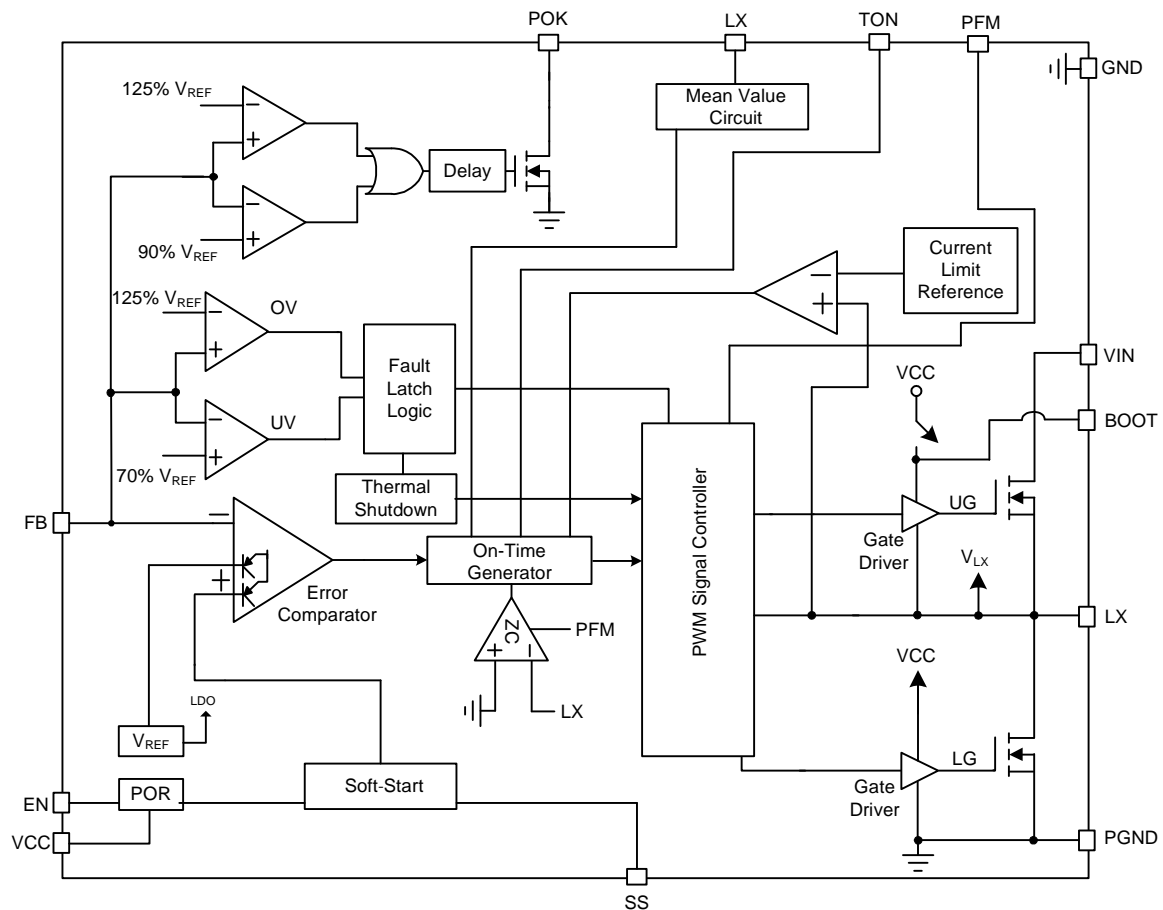 POK
LX
TON
PFM
GND
125% VREF
−
+
Mean Value
Circuit
Delay
−
+
90% VREF
Current
Limit
Reference
−
+
125% VREF
OV
−
+
Fault
Latch
Logic
VIN
VCC
BOOT
−
+
UV
70% VREF
Thermal
Shutdown
UG
FB
−
+
Error
Comparator
On-Time
Generator
PWM Signal Controller
Gate
Driver
VLX
LX
ZC
+
−
PFM
LX
VCC
LDO
VREF
LG
Gate
Driver
EN
POR
Soft-Start
VCC
PGND
SS